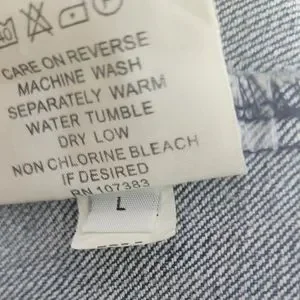 CARE ON REVERSE
MACHINE WASH
SEPARATELY WARM
WATER TUMBLE
DRY LOW
NON CHLORINE BLEACH
IF DESIRED
RN 107383
L